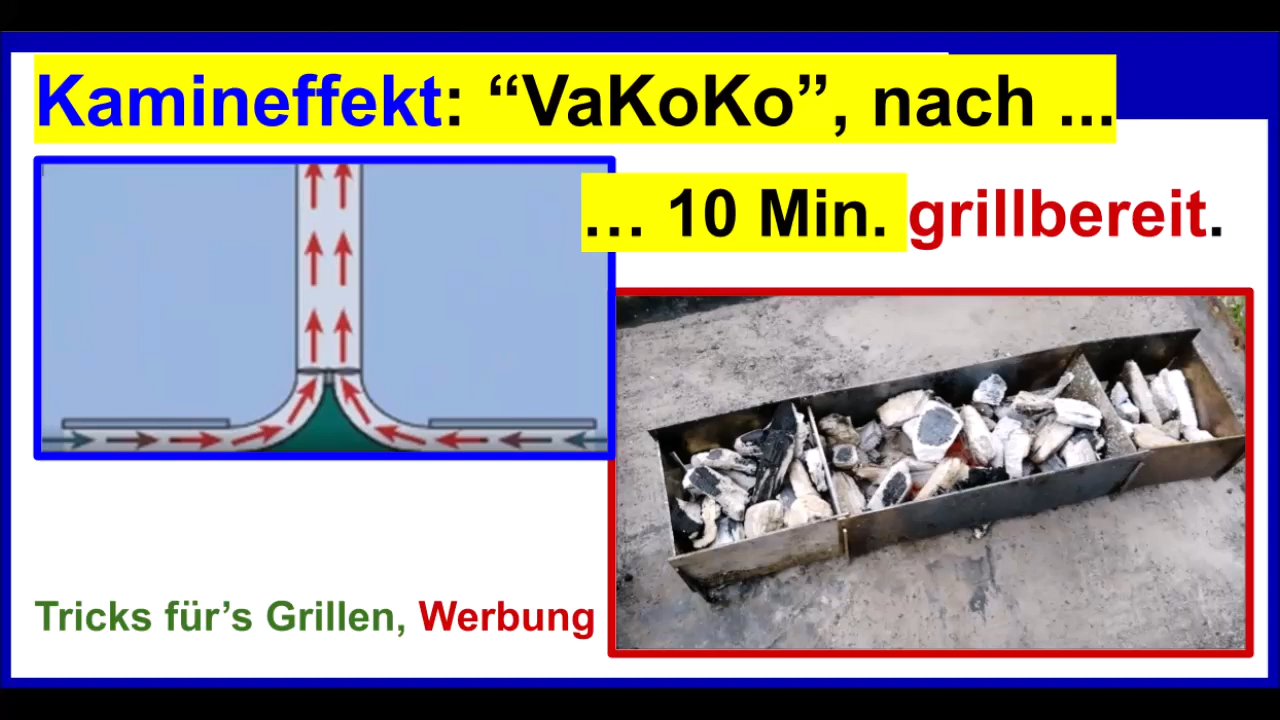 Kamineffekt: “VaKoKo”, nach ...
... 10 Min. grillbereit.
Tricks für’s Grillen, Werbung